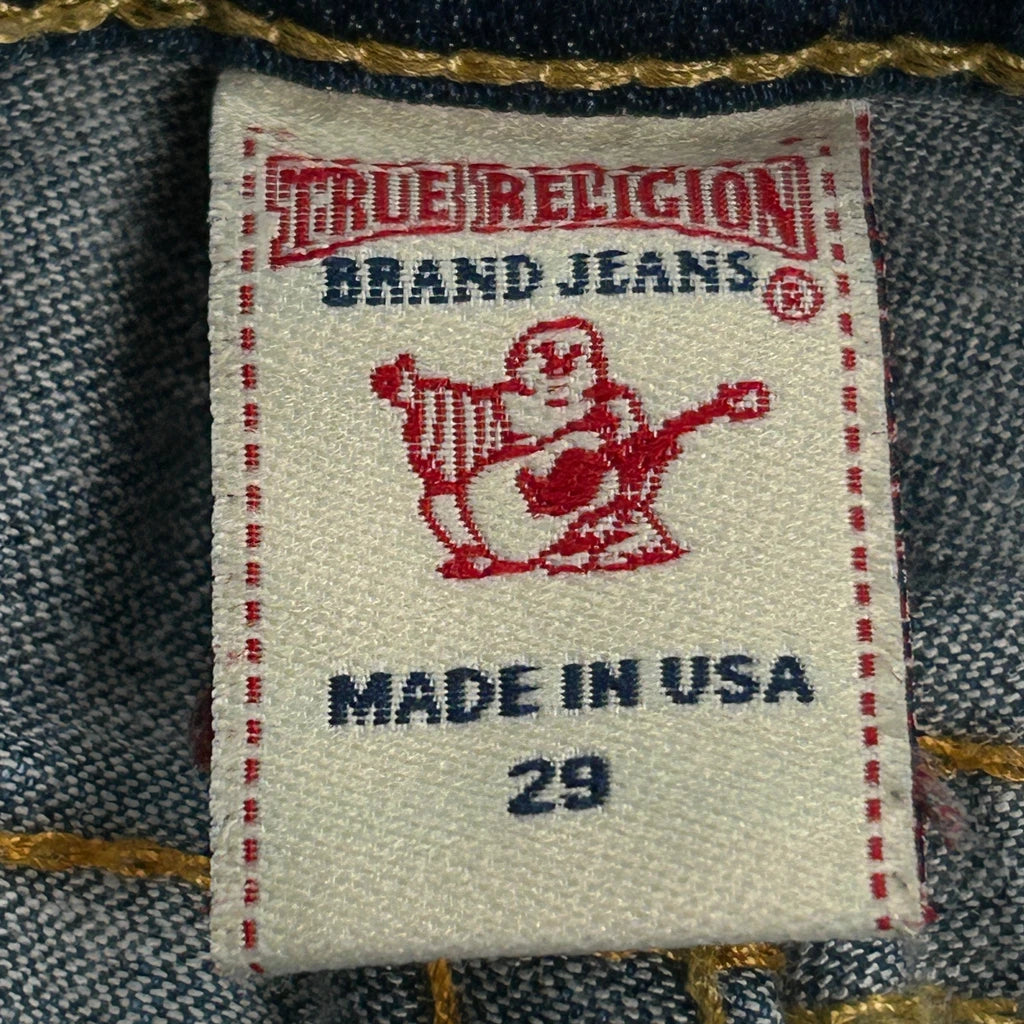 TRUE RELIGION
BRAND JEANS ®
MADE IN USA
29